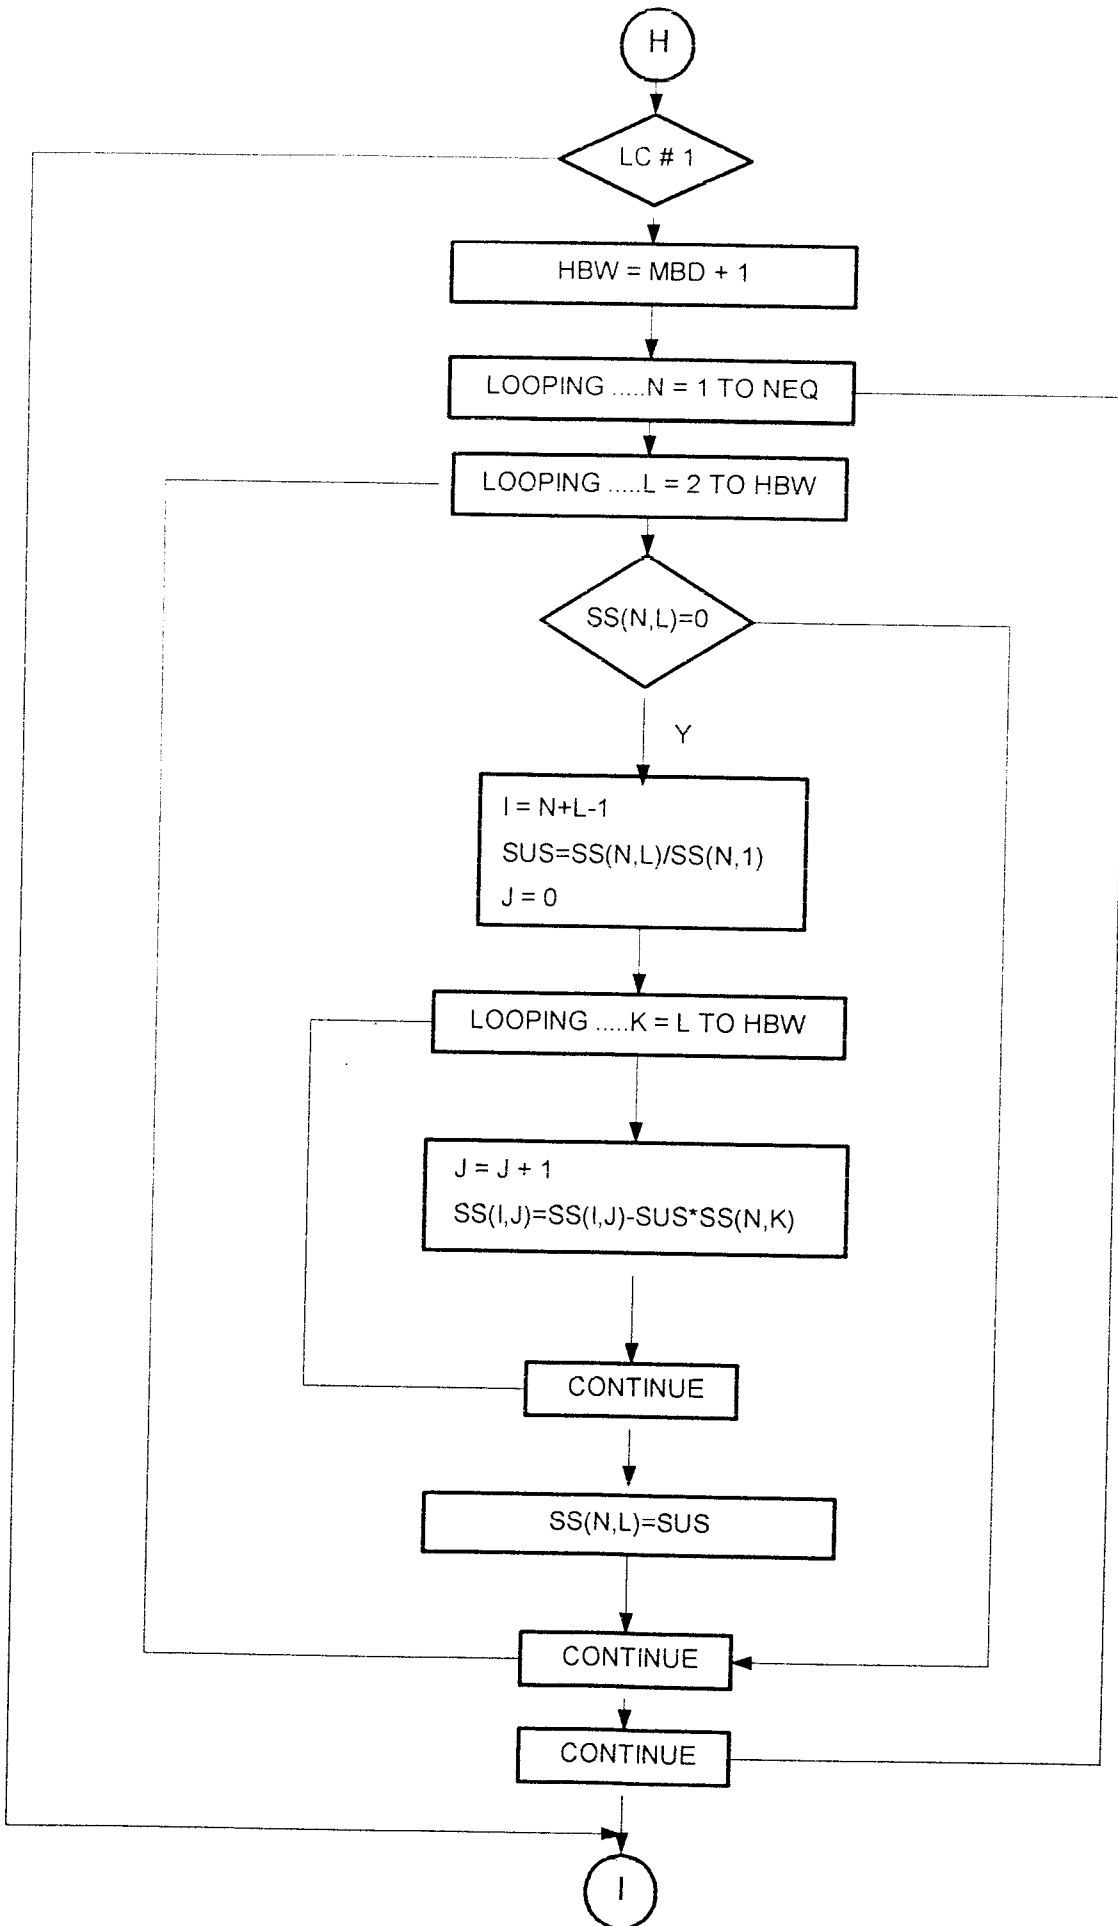 H
LC # 1
HBW = MBD + 1
LOOPING .....N = 1 TO NEQ
LOOPING .....L = 2 TO HBW
SS(N,L)=0
Y
I = N+L-1
SUS=SS(N,L)/SS(N,1)
J = 0
LOOPING .....K = L TO HBW
J = J + 1
SS(I,J)=SS(I,J)-SUS*SS(N,K)
CONTINUE
SS(N,L)=SUS
CONTINUE
CONTINUE
I